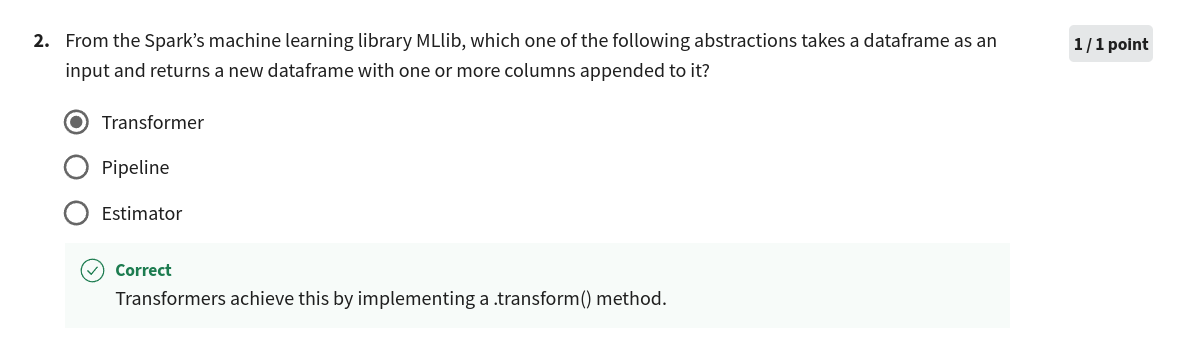 2. From the Spark’s machine learning library MLlib, which one of the following abstractions takes a dataframe as an
1 / 1 point
input and returns a new dataframe with one or more columns appended to it?
Transformer
Pipeline
Estimator
Correct
Transformers achieve this by implementing a .transform() method.